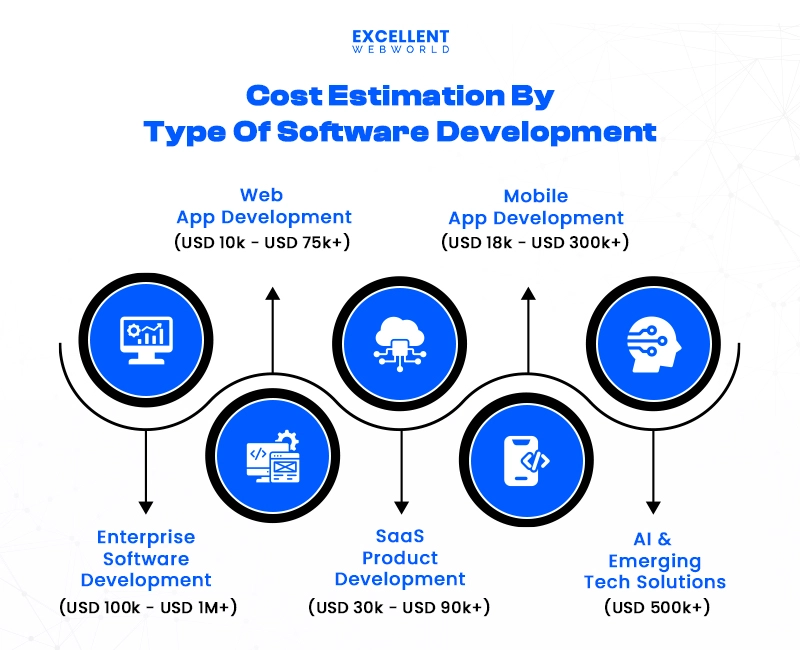 EXCELLENT
WEBWORLD
Cost Estimation By
Type Of Software Development
Web
App Development
(USD 10k - USD 75k+)
Mobile
App Development
(USD 18k - USD 300k+)
Enterprise
Software
Development
(USD 100k - USD 1M+)
SaaS
Product
Development
(USD 30k - USD 90k+)
AI &
Emerging
Tech Solutions
(USD 500k+)